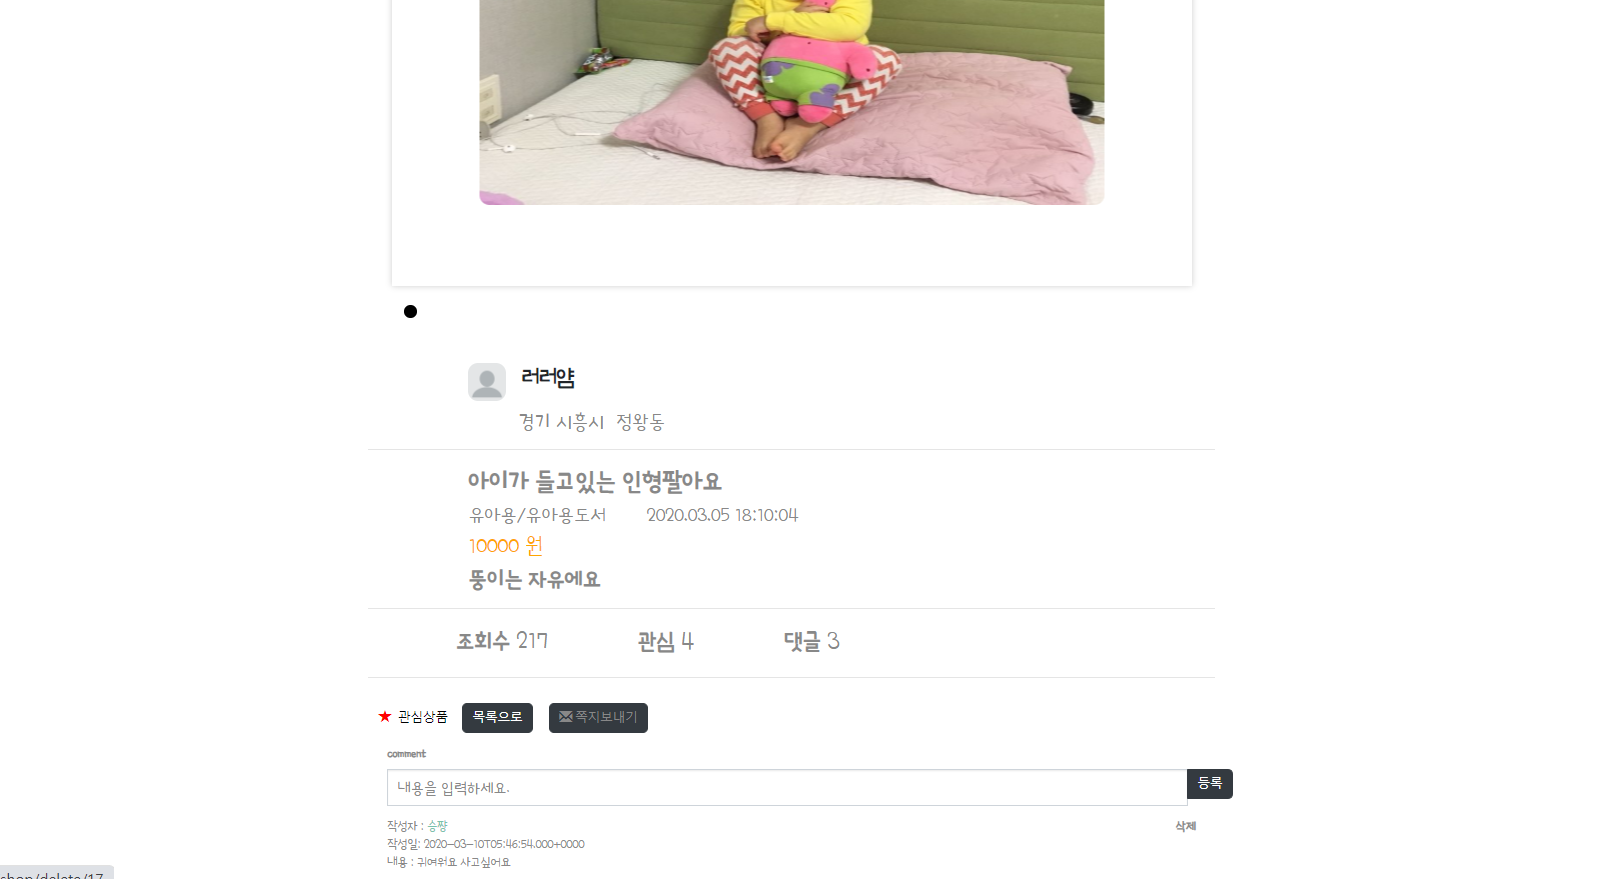 러러얌
경기 시흥시 정왕동
아이가 들고있는 인형팔아요
유아용/유아용도서 2020.03.05 18:10:04
10000 원
뚱이는 자유에요
조회수 217 관심 4 댓글 3
★ 관심상품 목록으로 쪽지보내기
comment
내용을 입력하세요. 등록
작성자 : 승쨩 삭제
작성일: 2020-03-10T05:46:54.000+0000
내용 : 귀여워요 사고싶어요
shop/delete/17